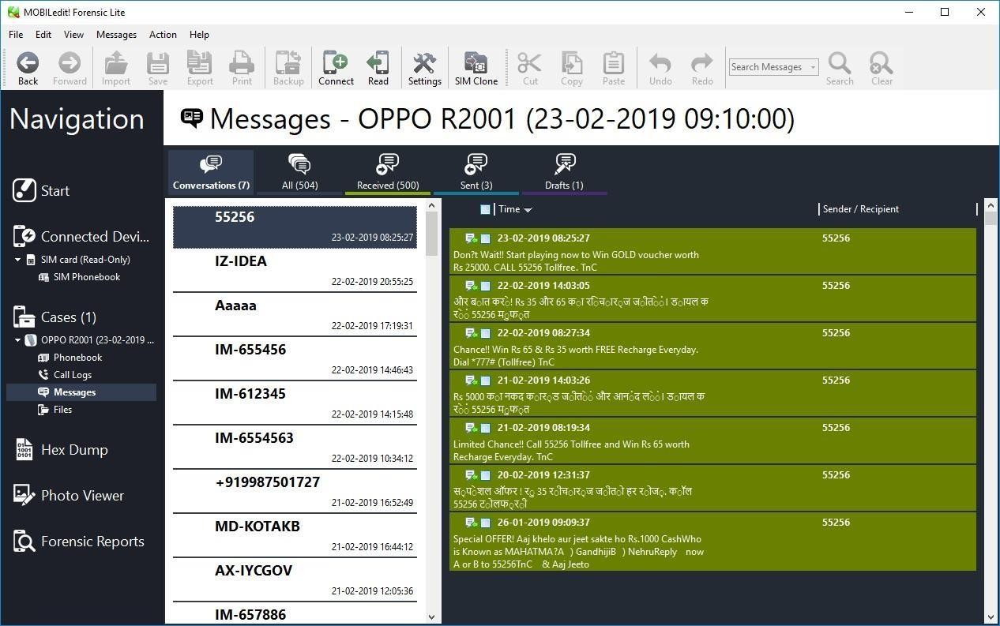 MOBILedit! Forensic Lite
File Edit View Messages Action Help
Back Forward Import Save Export Print Backup Connect Read Settings SIM Clone Cut Copy Paste Undo Redo Search Messages Search Clear
Navigation
Start
Connected Devi...
SIM card (Read-Only)
SIM Phonebook
Cases (1)
OPPO R2001 (23-02-2019 ...
Phonebook
Call Logs
Messages
Files
Hex Dump
Photo Viewer
Forensic Reports
Messages - OPPO R2001 (23-02-2019 09:10:00)
Conversations (7) All (504) Received (500) Sent (3) Drafts (1)
55256
23-02-2019 08:25:27
IZ-IDEA
22-02-2019 20:55:25
Aaaaa
22-02-2019 17:19:31
IM-655456
22-02-2019 14:46:43
IM-612345
22-02-2019 14:15:48
IM-6554563
22-02-2019 10:34:12
+919987501727
21-02-2019 16:52:49
MD-KOTAKB
21-02-2019 16:44:12
AX-IYCGOV
21-02-2019 12:05:36
IM-657886
Time Sender / Recipient
23-02-2019 08:25:27 55256
Don?t Wait!! Start playing now to Win GOLD voucher worth
Rs 25000. CALL 55256 Tollfree. TnC
22-02-2019 14:03:05 55256
और ब ात कर े! Rs 35 और 65 क ा र िच ार ्ज ज ीत े ं । ड ायल क
र े ं 55256 म ुफ ्त
22-02-2019 08:27:34 55256
Chance!! Win Rs 65 & Rs 35 worth FREE Recharge Everyday.
Dial *777# (Tollfree) TnC
21-02-2019 14:03:26 55256
Rs 5000 क ा नकद क ार ्ड ज ीत े ं और आन ंद ल े ं । ड ायल क
र े ं 55256 म ुफ ्त
21-02-2019 08:19:34 55256
Limited Chance!! Call 55256 Tollfree and Win Rs 65 worth
Recharge Everyday. TnC
20-02-2019 12:31:37 55256
स ्प ेशल ऑफर ! र ु 35 र ीच ार ्ज ज ीत ो हर र ोज ़. क ॉल
55256 ट ोलफ ्र ी
26-01-2019 09:09:37 55256
Special OFFER! Aaj khelo aur jeet sakte ho Rs.1000 CashWho
is Known as MAHATMA?A ) GandhijiB ) NehruReply now
A or B to 55256TnC & Aaj Jeeto